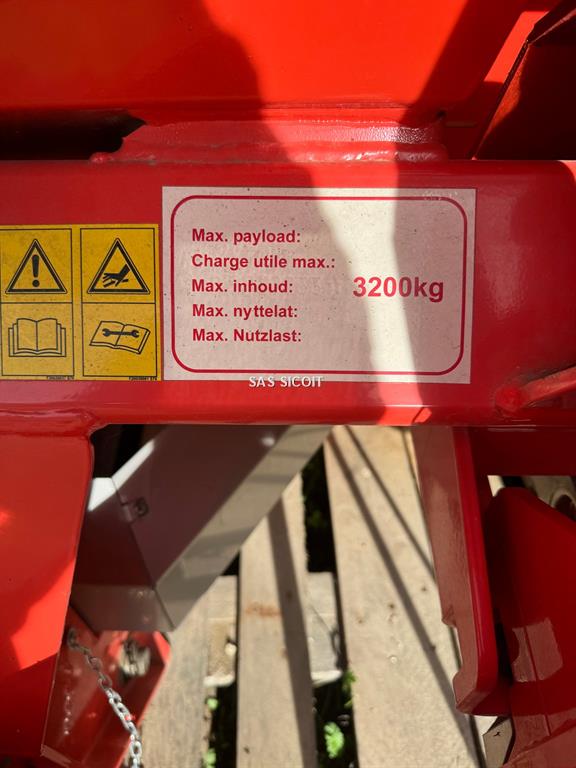 Max. payload:
Charge utile max.:
Max. inhoud:
3200kg
Max. nyttelat:
Max. Nutzlast:
SAS SICOIT